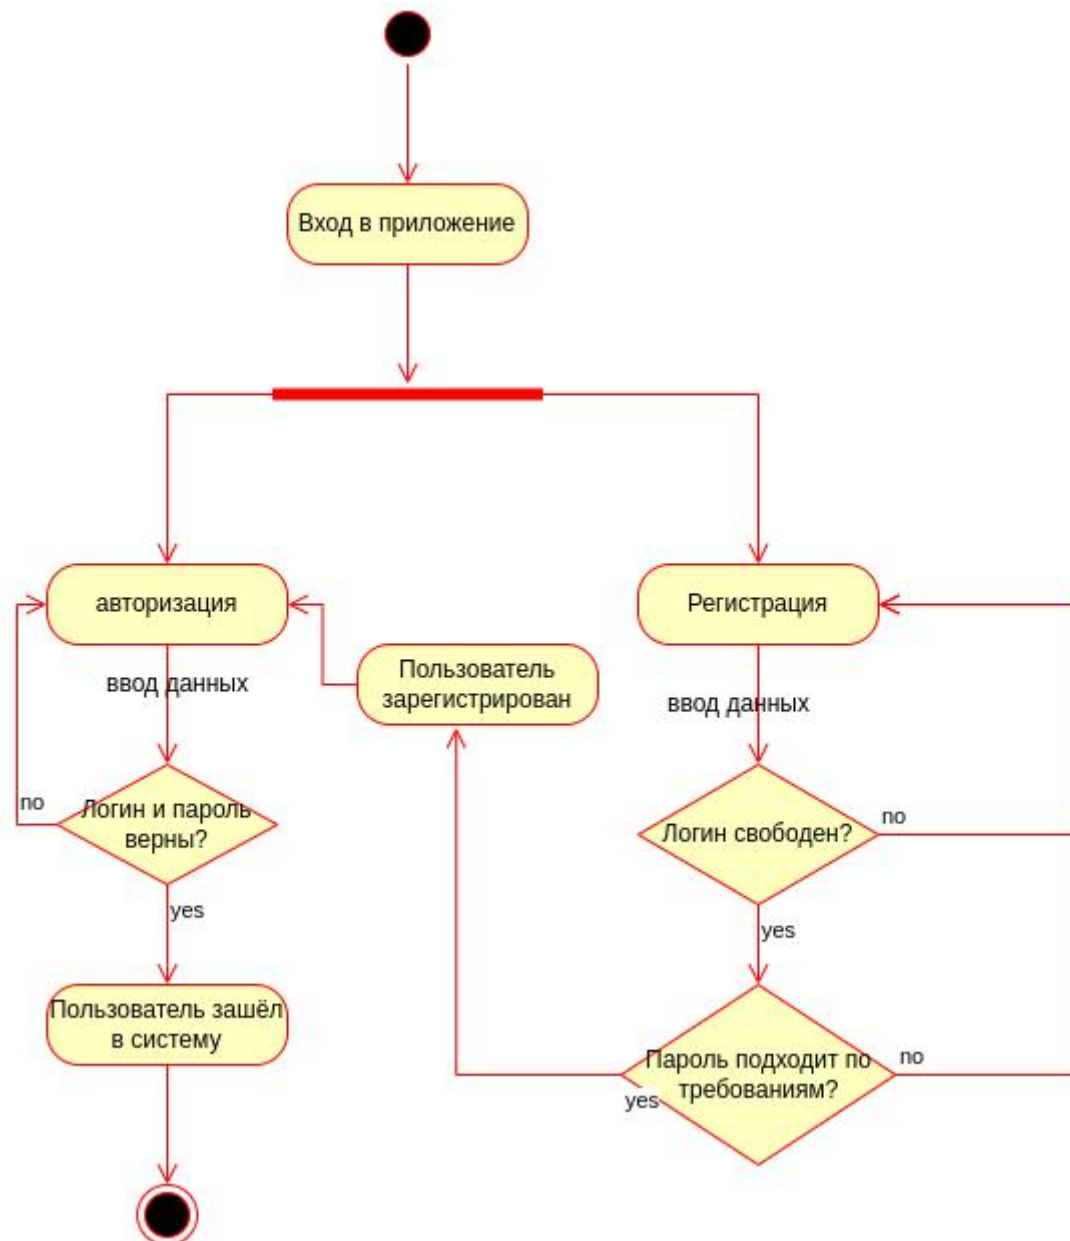 Вход в приложение
авторизация
Регистрация
Пользователь
зарегистрирован
ввод данных
ввод данных
no
Логин и пароль
верны?
Логин свободен?
no
yes
yes
Пользователь зашёл
в систему
Пароль подходит по
требованиям?
no
yes